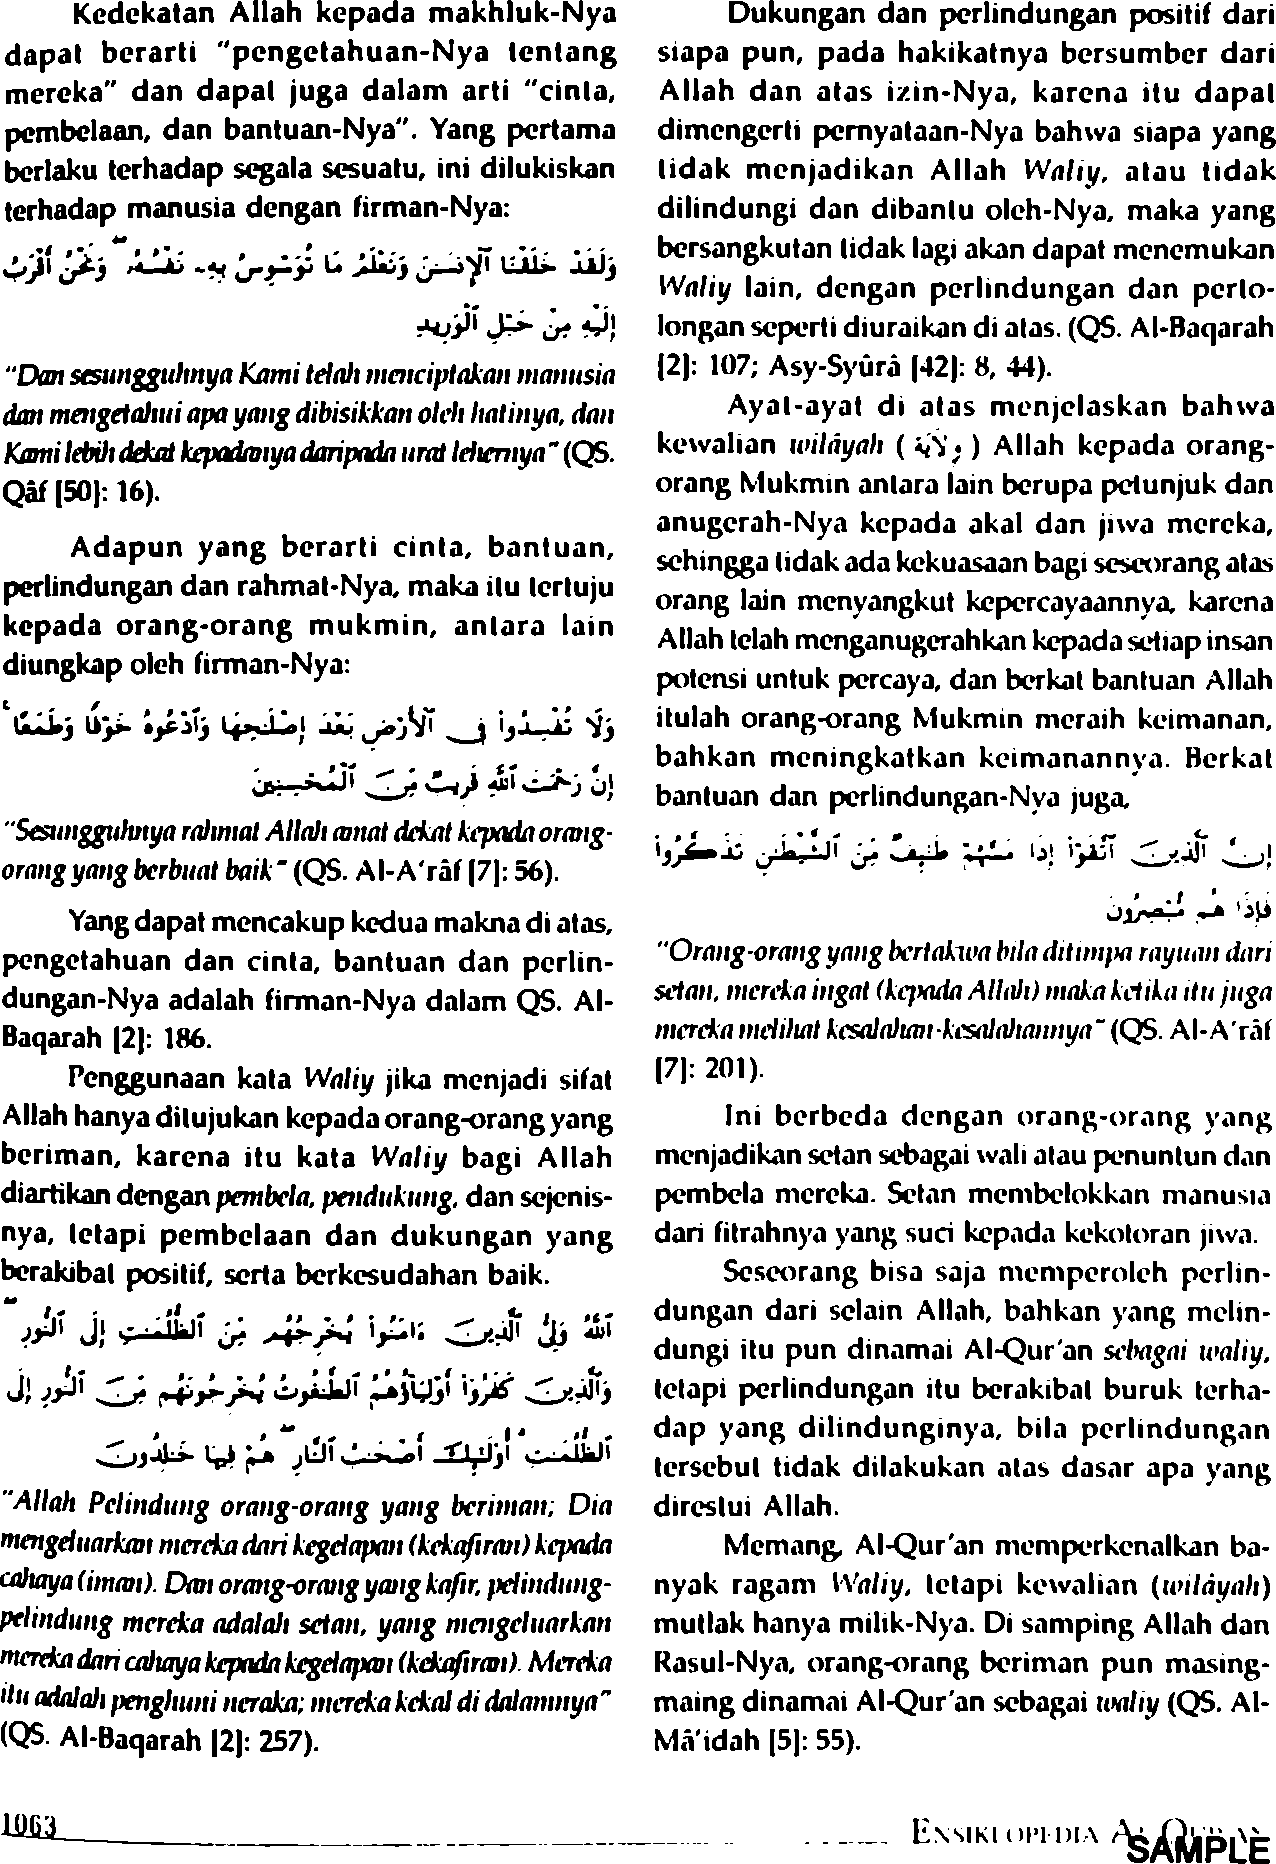 Kedekatan Allah kepada makhluk-Nya
dapat berarti "pengetahuan-Nya tentang
mereka" dan dapat juga dalam arti "cinta,
pembelaan, dan bantuan-Nya". Yang pertama
berlaku terhadap segala sesuatu, ini dilukiskan
terhadap manusia dengan firman-Nya:
وَلَقَدْ خَلَقْنَا ٱلْإِنسَـٰنَ وَنَعْلَمُ مَا تُوَسْوِسُ بِهِۦ نَفْسُهُۥ ۖ وَنَحْنُ أَقْرَبُ
إِلَيْهِ مِنْ حَبْلِ ٱلْوَرِيدِ
"Dan sesungguhnya Kami telah menciptakan manusia
dan mengetahui apa yang dibisikkan oleh hatinya, dan
Kami lebih dekat kepadanya daripada urat lehernya" (QS.
Qâf [50]: 16).
Adapun yang berarti cinta, bantuan,
perlindungan dan rahmat-Nya, maka itu tertuju
kepada orang-orang mukmin, antara lain
diungkap oleh firman-Nya:
وَلَا تُفْسِدُوا۟ فِى ٱلْأَرْضِ بَعْدَ إِصْلَـٰحِهَا وَٱدْعُوهُ خَوْفًا وَطَمَعًا ۚ
إِنَّ رَحْمَتَ ٱللَّهِ قَرِيبٌ مِّنَ ٱلْمُحْسِنِينَ
"Sesungguhnya rahmat Allah amat dekat kepada orang-
orang yang berbuat baik" (QS. Al-A'râf [7]: 56).
Yang dapat mencakup kedua makna di atas,
pengetahuan dan cinta, bantuan dan perlin-
dungan-Nya adalah firman-Nya dalam QS. Al-
Baqarah [2]: 186.
Penggunaan kata Waliy jika menjadi sifat
Allah hanya ditujukan kepada orang-orang yang
beriman, karena itu kata Waliy bagi Allah
diartikan dengan pembela, pendukung, dan sejenis-
nya, tetapi pembelaan dan dukungan yang
berakibat positif, serta berkesudahan baik.
ٱللَّهُ وَلِىُّ ٱلَّذِينَ ءَامَنُوا۟ يُخْرِجُهُم مِّنَ ٱلظُّلُمَـٰتِ إِلَى ٱلنُّورِ ۖ
وَٱلَّذِينَ كَفَرُوٓا۟ أَوْلِيَآؤُهُمُ ٱلطَّـٰغُوتُ يُخْرِجُونَهُم مِّنَ ٱلنُّورِ إِلَى
ٱلظُّلُمَـٰتِ ۗ أُو۟لَـٰٓئِكَ أَصْحَـٰبُ ٱلنَّارِ ۖ هُمْ فِيهَا خَـٰلِدُونَ
"Allah Pelindung orang-orang yang beriman; Dia
mengeluarkan mereka dari kegelapan (kekafiran) kepada
cahaya (iman). Dan orang-orang yang kafir, pelindung-
pelindung mereka adalah setan, yang mengeluarkan
mereka dari cahaya kepada kegelapan (kekafiran). Mereka
itu adalah penghuni neraka; mereka kekal di dalamnya"
(QS. Al-Baqarah [2]: 257).
Dukungan dan perlindungan positif dari
siapa pun, pada hakikatnya bersumber dari
Allah dan atas izin-Nya, karena itu dapat
dimengerti pernyataan-Nya bahwa siapa yang
tidak menjadikan Allah Waliy, atau tidak
dilindungi dan dibantu oleh-Nya, maka yang
bersangkutan tidak lagi akan dapat menemukan
Waliy lain, dengan perlindungan dan perto-
longan seperti diuraikan di atas. (QS. Al-Baqarah
[2]: 107; Asy-Syûrâ [42]: 8, 44).
Ayat-ayat di atas menjelaskan bahwa
kewalian wilâyah ( وِلَايَة ) Allah kepada orang-
orang Mukmin antara lain berupa petunjuk dan
anugerah-Nya kepada akal dan jiwa mereka,
sehingga tidak ada kekuasaan bagi seseorang atas
orang lain menyangkut kepercayaannya, karena
Allah telah menganugerahkan kepada setiap insan
potensi untuk percaya, dan berkat bantuan Allah
itulah orang-orang Mukmin meraih keimanan,
bahkan meningkatkan keimanannya. Berkat
bantuan dan perlindungan-Nya juga,
إِنَّ ٱلَّذِينَ ٱتَّقَوْا۟ إِذَا مَسَّهُمْ طَـٰٓئِفٌ مِّنَ ٱلشَّيْطَـٰنِ تَذَكَّرُوا۟
فَإِذَا هُم مُّبْصِرُونَ
"Orang-orang yang bertakwa bila ditimpa rayuan dari
setan, mereka ingat (kepada Allah) maka ketika itu juga
mereka melihat kesalahan-kesalahannya" (QS. Al-A'râf
[7]: 201).
Ini berbeda dengan orang-orang yang
menjadikan setan sebagai wali atau penuntun dan
pembela mereka. Setan membelokkan manusia
dari fitrahnya yang suci kepada kekotoran jiwa.
Seseorang bisa saja memperoleh perlin-
dungan dari selain Allah, bahkan yang melin-
dungi itu pun dinamai Al-Qur'an sebagai waliy,
tetapi perlindungan itu berakibat buruk terha-
dap yang dilindunginya, bila perlindungan
tersebut tidak dilakukan atas dasar apa yang
direstui Allah.
Memang, Al-Qur'an memperkenalkan ba-
nyak ragam Waliy, tetapi kewalian (wilâyah)
mutlak hanya milik-Nya. Di samping Allah dan
Rasul-Nya, orang-orang beriman pun masing-
maing dinamai Al-Qur'an sebagai waliy (QS. Al-
Mâ'idah [5]: 55).
1063
ENSIKLOPEDIA AL-QUR'AN
SAMPLE